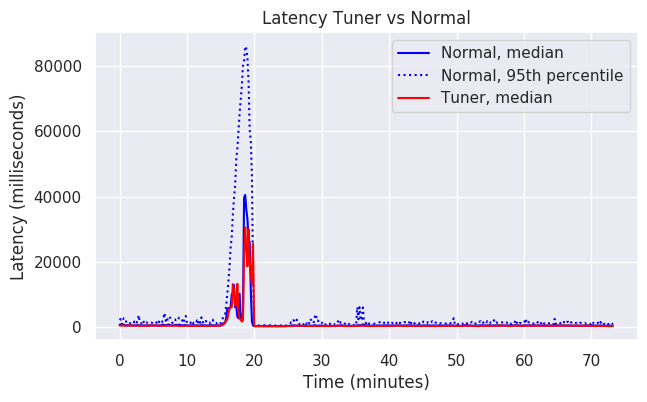 Latency Tuner vs Normal
Normal, median
Normal, 95th percentile
Tuner, median
Latency (milliseconds)
80000
60000
40000
20000
0
0 10 20 30 40 50 60 70
Time (minutes)